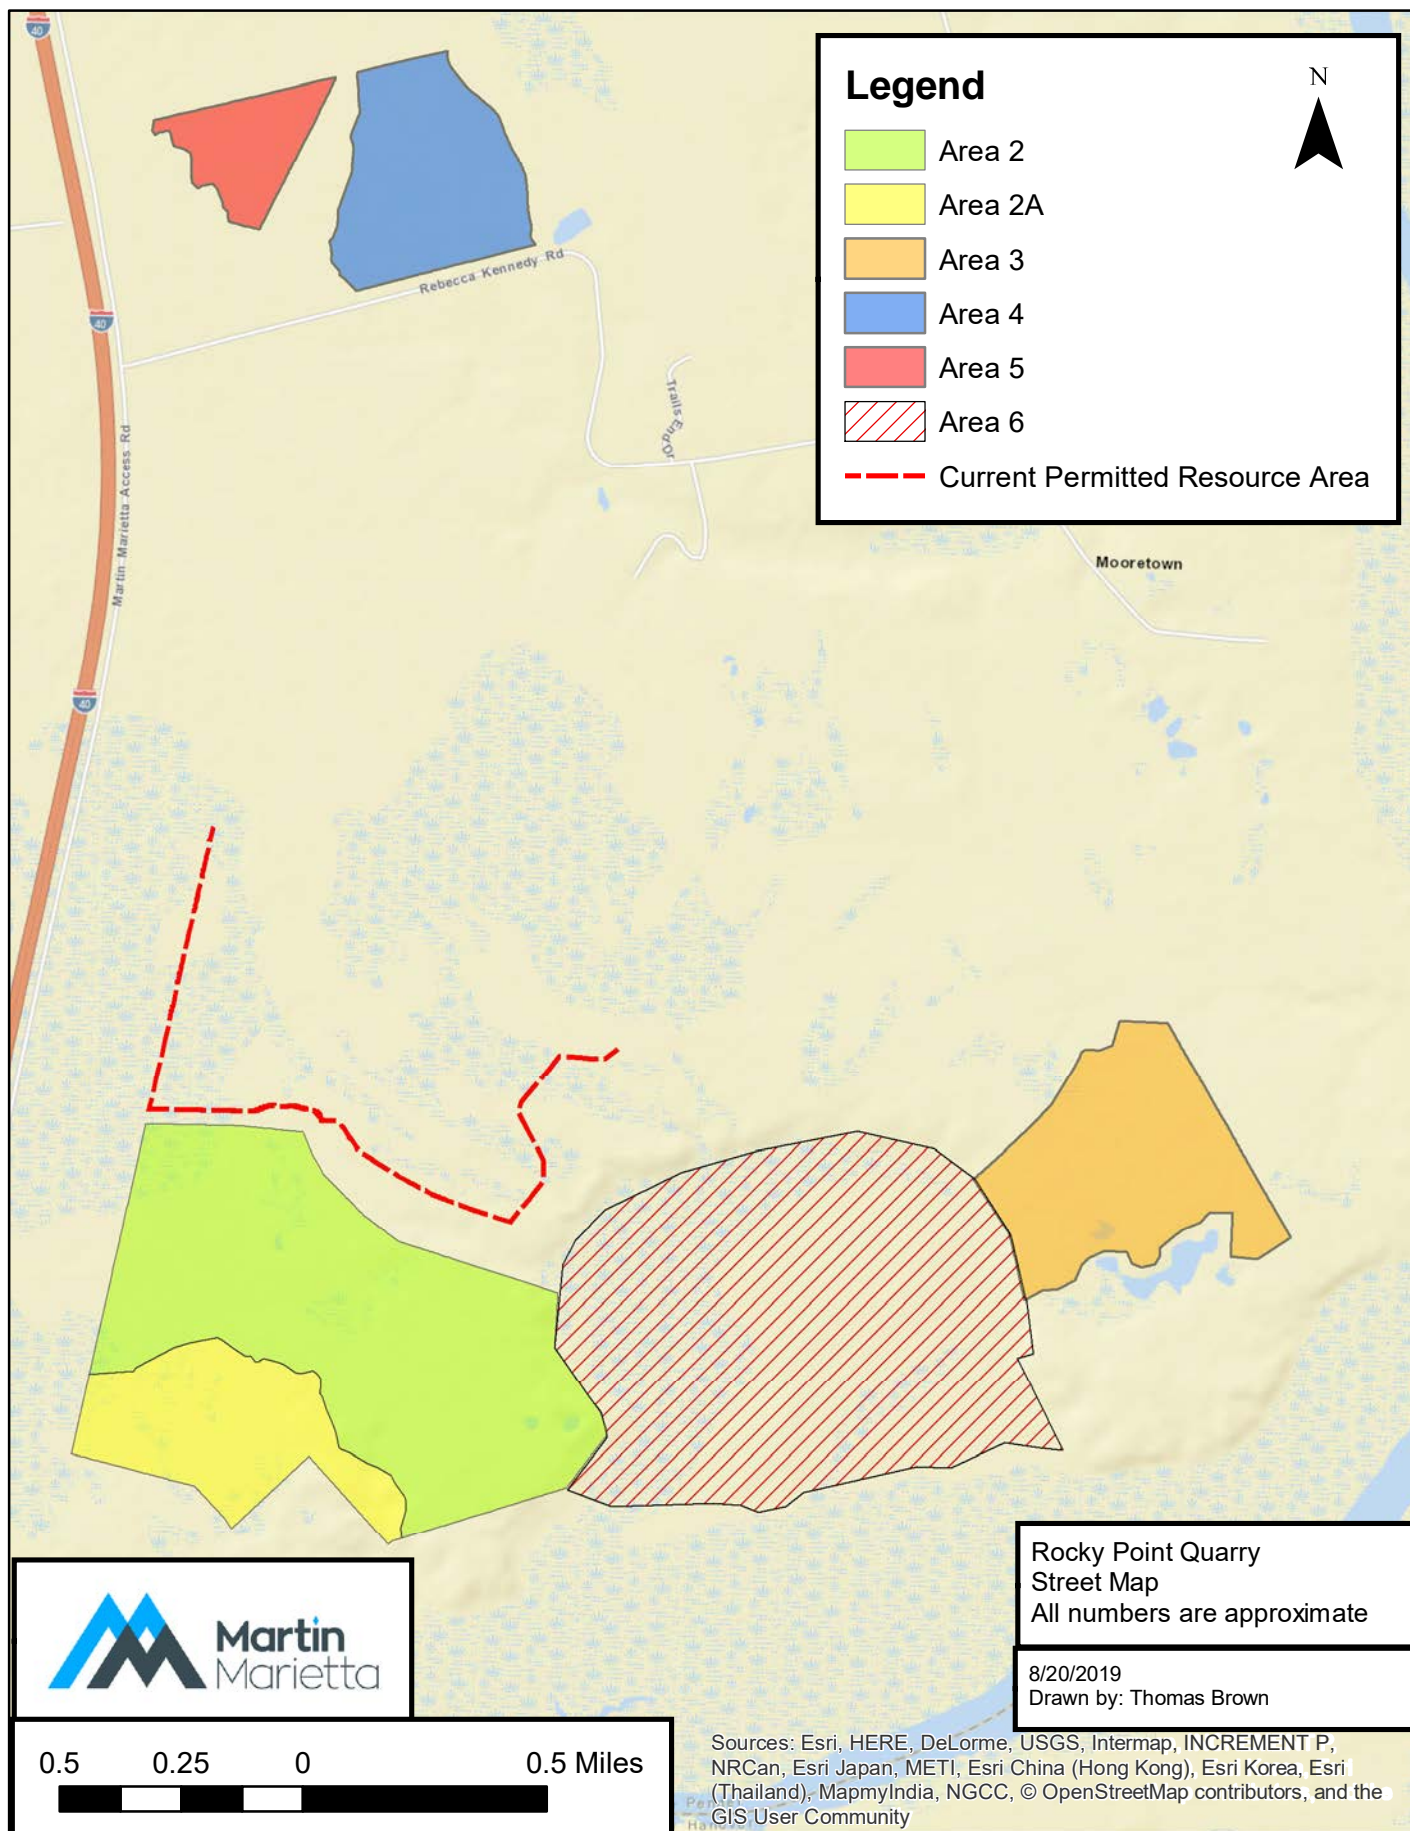 40
Legend
N
Area 2
Area 2A
Area 3
Area 4
Area 5
Area 6
Current Permitted Resource Area
Rebecca Kennedy Rd
40
Trails End Dr
Martin Marietta Access Rd
Mooretown
40
Rocky Point Quarry
Street Map
All numbers are approximate
8/20/2019
Drawn by: Thomas Brown
Martin
Marietta
0.5 0.25 0 0.5 Miles
Sources: Esri, HERE, DeLorme, USGS, Intermap, INCREMENT P,
NRCan, Esri Japan, METI, Esri China (Hong Kong), Esri Korea, Esri
(Thailand), MapmyIndia, NGCC, © OpenStreetMap contributors, and the
GIS User Community